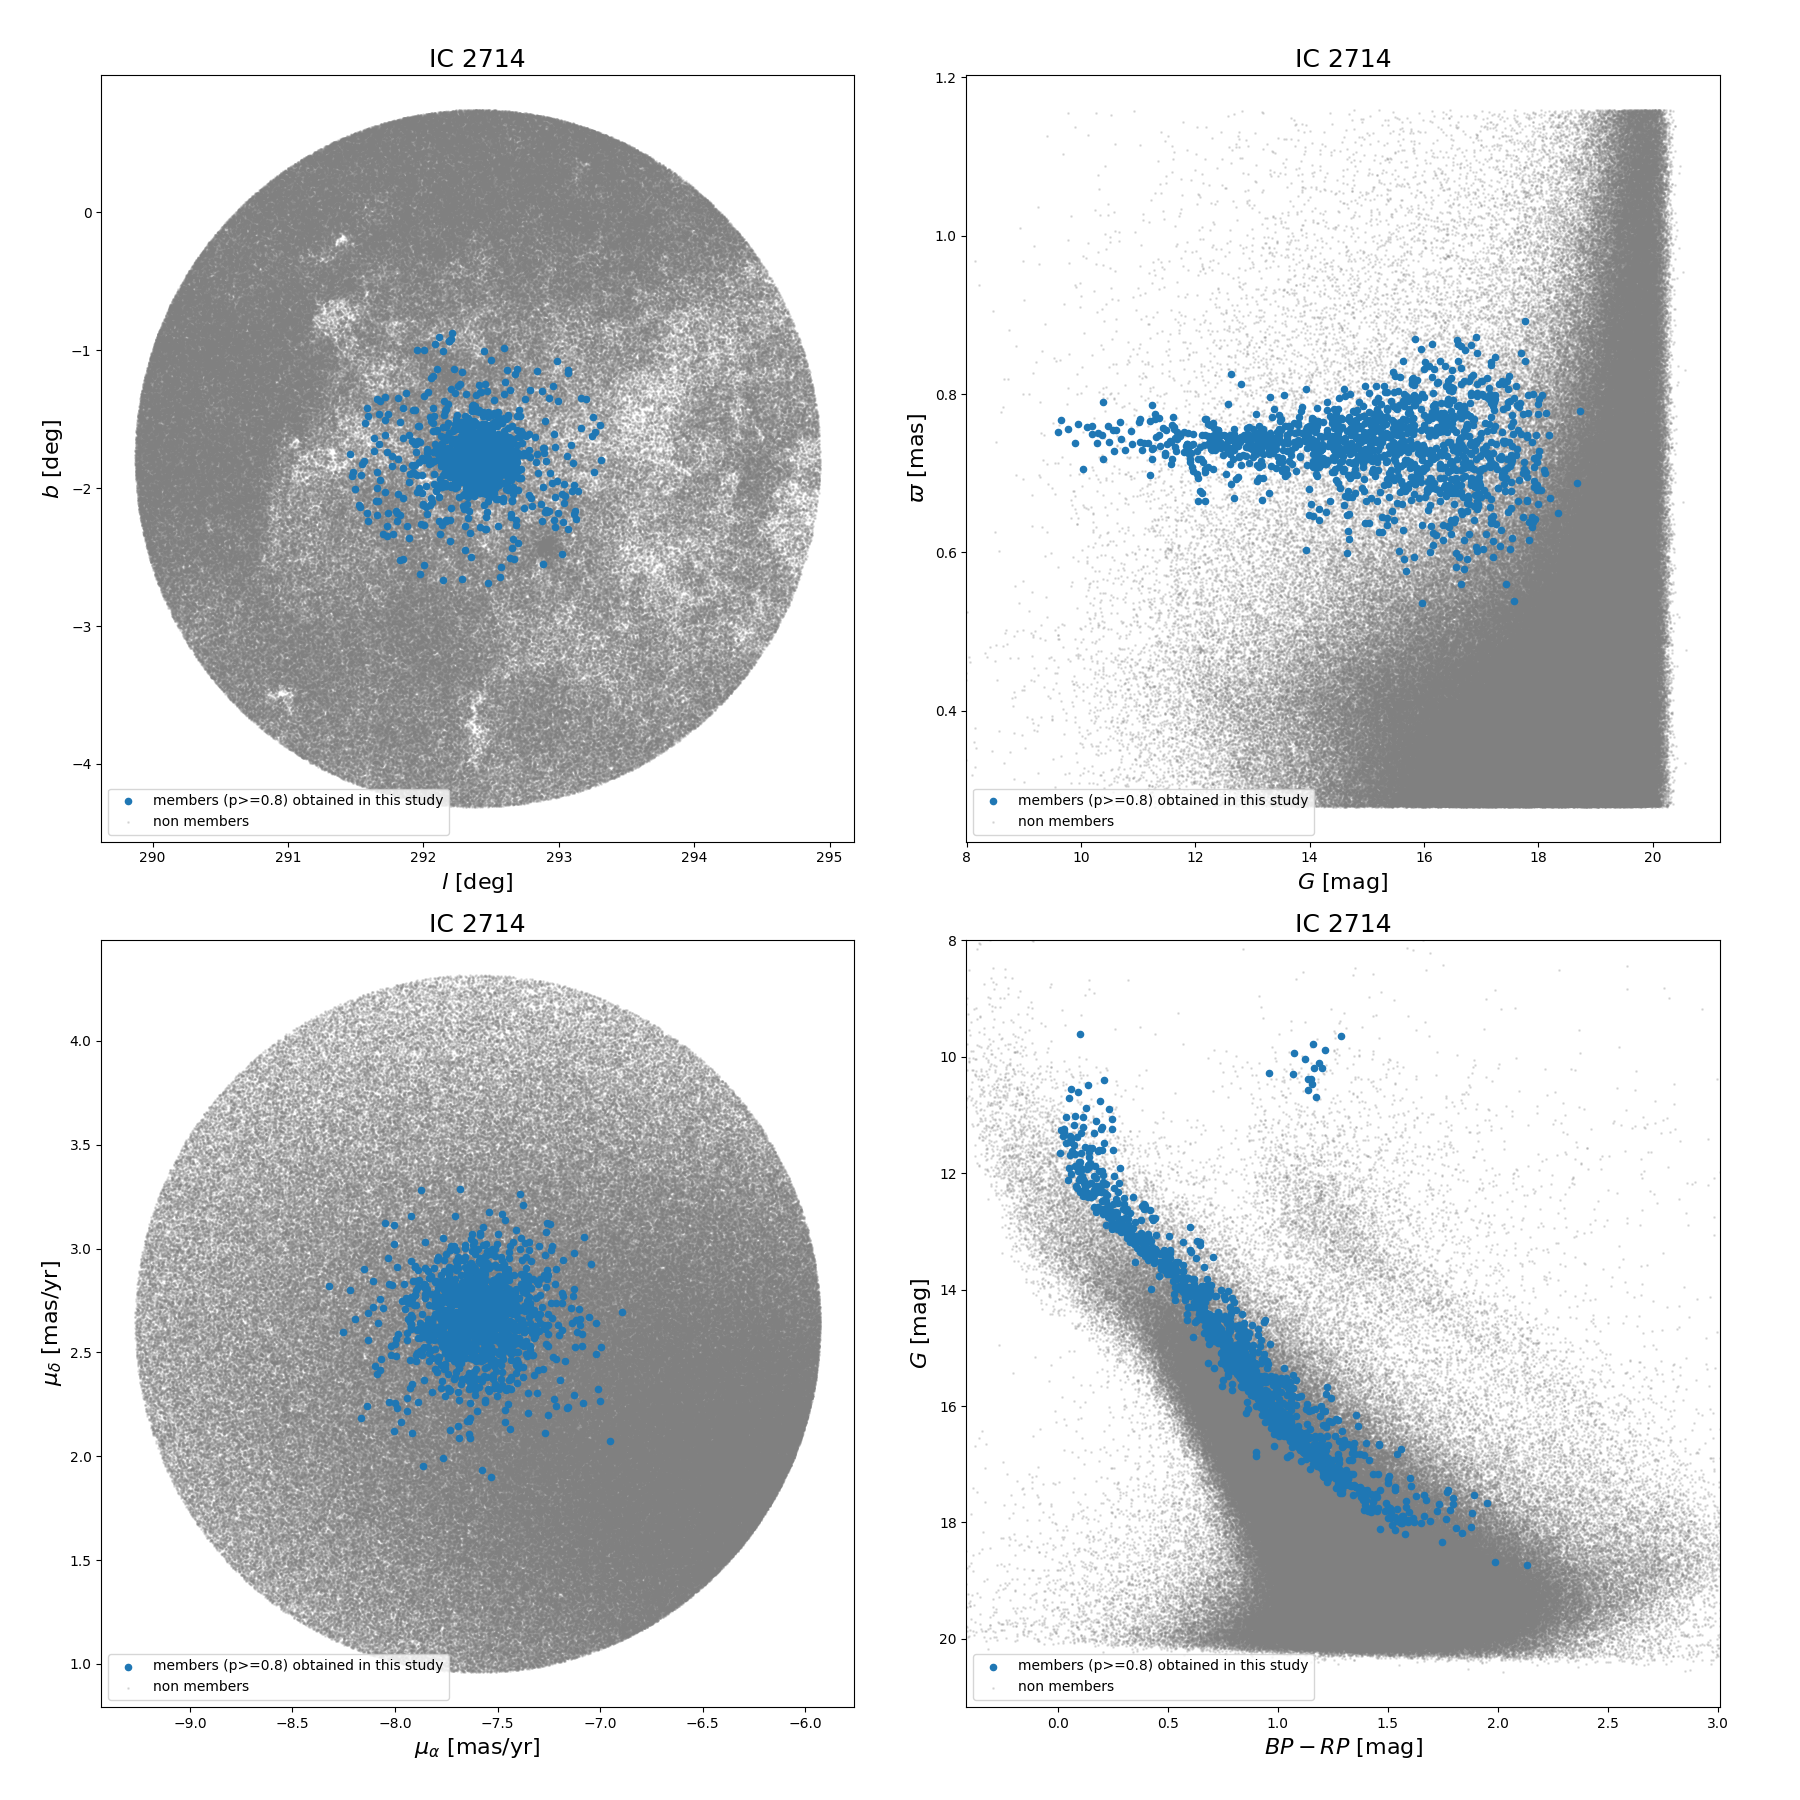 IC 2714
0
−1
−2
−3
−4
b [deg]
members (p>=0.8) obtained in this study
non members
290
291
292
293
294
295
l [deg]
IC 2714
1.2
1.0
0.8
0.6
0.4
ϖ [mas]
members (p>=0.8) obtained in this study
non members
8
10
12
14
16
18
20
G [mag]
IC 2714
4.0
3.5
3.0
2.5
2.0
1.5
1.0
μδ [mas/yr]
members (p>=0.8) obtained in this study
non members
−9.0
−8.5
−8.0
−7.5
−7.0
−6.5
−6.0
μα [mas/yr]
IC 2714
8
10
12
14
16
18
20
G [mag]
members (p>=0.8) obtained in this study
non members
0.0
0.5
1.0
1.5
2.0
2.5
3.0
BP − RP [mag]